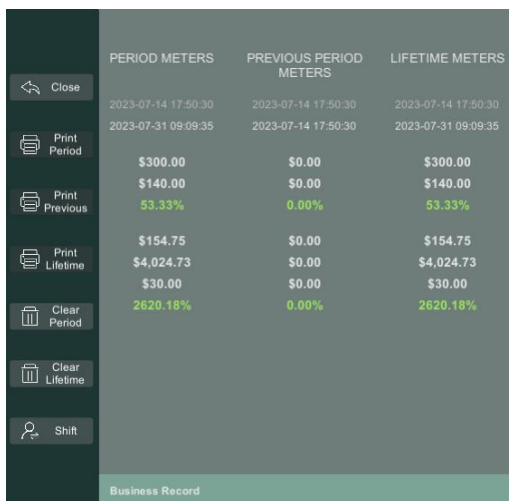 PERIOD METERS PREVIOUS PERIOD METERS LIFETIME METERS
Close
2023-07-14 17:50:30 2023-07-14 17:50:30 2023-07-14 17:50:30
2023-07-31 09:09:35 2023-07-14 17:50:30 2023-07-31 09:09:35
Print Period
$300.00 $0.00 $300.00
$140.00 $0.00 $140.00
Print Previous
53.33% 0.00% 53.33%
$154.75 $0.00 $154.75
Print Lifetime
$4,024.73 $0.00 $4,024.73
$30.00 $0.00 $30.00
2620.18% 0.00% 2620.18%
Clear Period
Clear Lifetime
Shift
Business Record